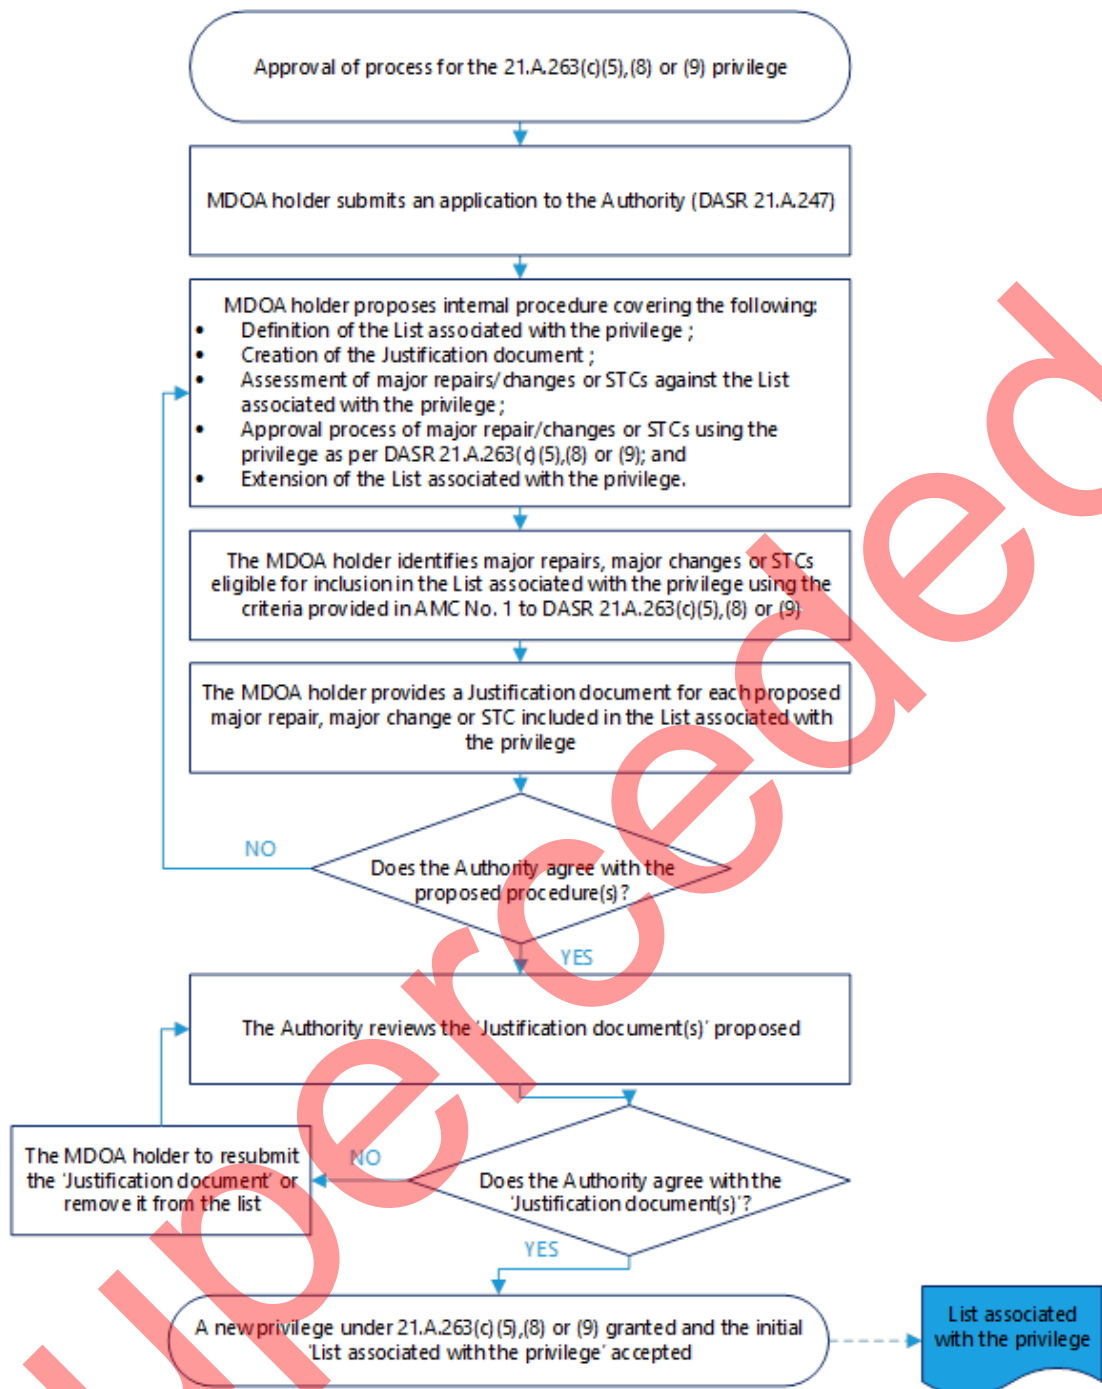 Approval of process for the 21.A.263(c)(5),(8) or (9) privilege
MDOA holder submits an application to the Authority (DASR 21.A.247)
MDOA holder proposes internal procedure covering the following:
• Definition of the List associated with the privilege ;
• Creation of the Justification document ;
• Assessment of major repairs/changes or STCs against the List
associated with the privilege ;
• Approval process of major repair/changes or STCs using the
privilege as per DASR 21.A.263(c)(5),(8) or (9); and
• Extension of the List associated with the privilege.
The MDOA holder identifies major repairs, major changes or STCs
eligible for inclusion in the List associated with the privilege using the
criteria provided in AMC No. 1 to DASR 21.A.263(c)(5),(8) or (9)
The MDOA holder provides a Justification document for each proposed
major repair, major change or STC included in the List associated with
the privilege
NO
Does the Authority agree with the
proposed procedure(s)?
YES
The Authority reviews the 'Justification document(s)' proposed
The MDOA holder to resubmit
the 'Justification document' or
remove it from the list
NO
Does the Authority agree with the
'Justification document(s)'?
YES
A new privilege under 21.A.263(c)(5),(8) or (9) granted and the initial
'List associated with the privilege' accepted
List associated
with the privilege
uperceded